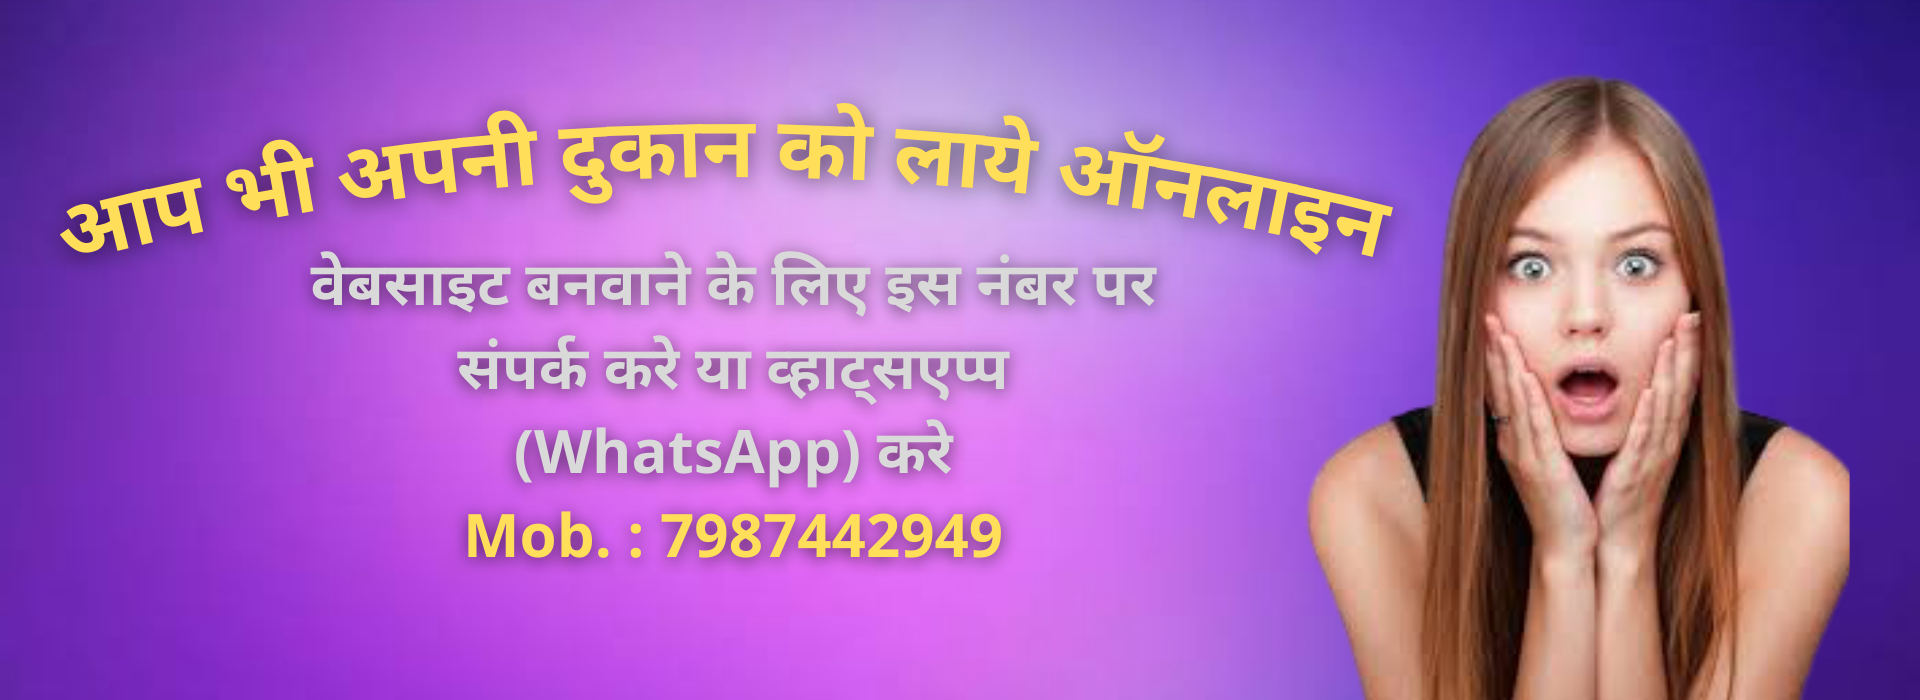 आप भी अपनी दुकान को लाये ऑनलाइन
वेबसाइट बनवाने के लिए इस नंबर पर
संपर्क करे या व्हाट्सएप्प
(WhatsApp) करे
Mob. : 7987442949